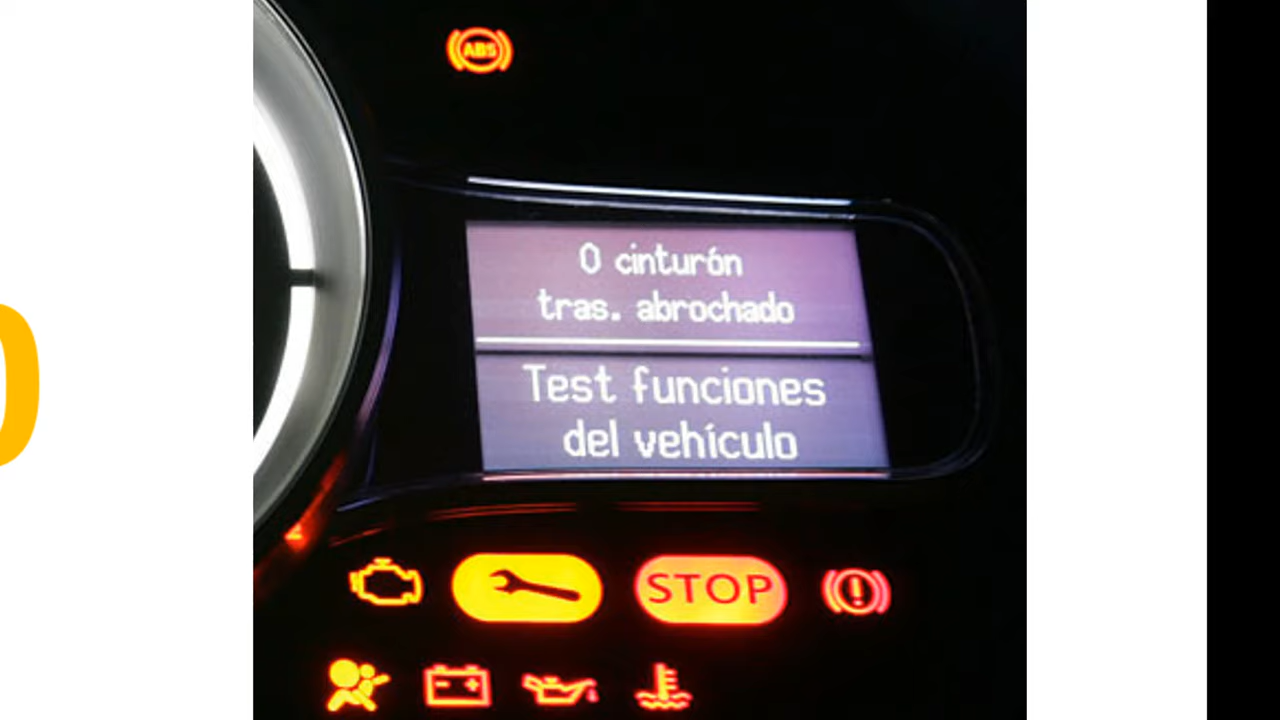 ABS
0 cinturón
tras. abrochado
Test funciones
del vehículo
STOP